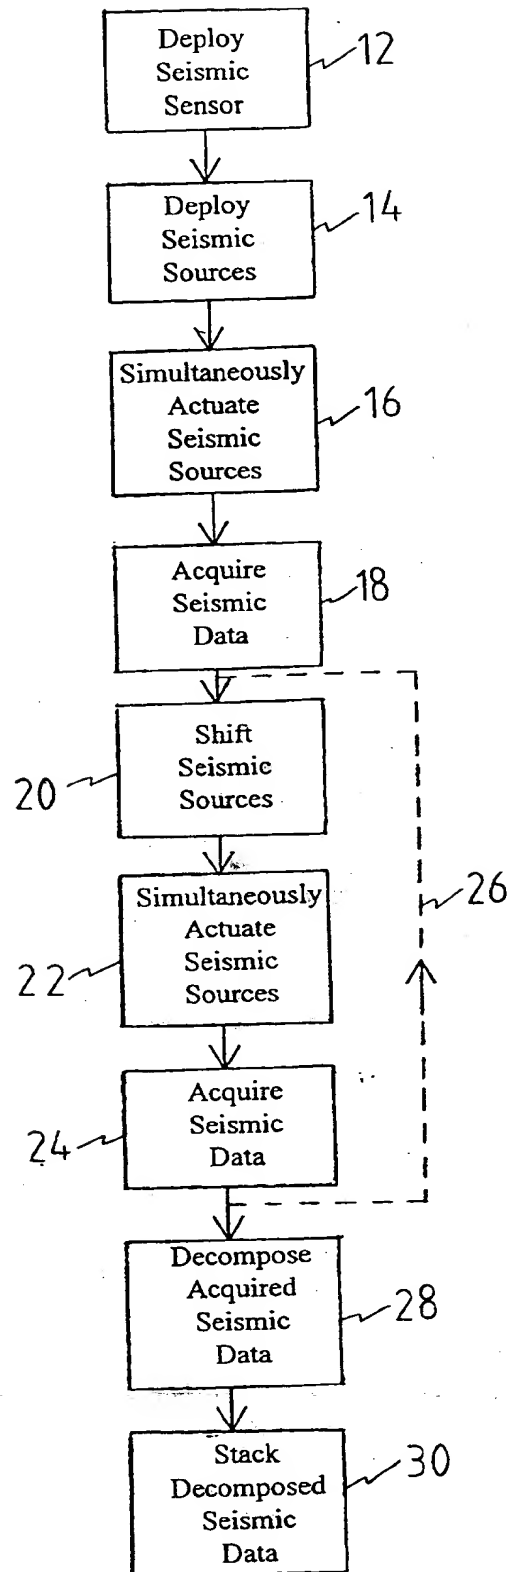 Deploy
Seismic
Sensor
12
Deploy
Seismic
Sources
14
Simultaneously
Actuate
Seismic
Sources
16
Acquire
Seismic
Data
18
Shift
Seismic
Sources
20
Simultaneously
Actuate
Seismic
Sources
22
26
Acquire
Seismic
Data
24
Decompose
Acquired
Seismic
Data
28
Stack
Decomposed
Seismic
Data
30